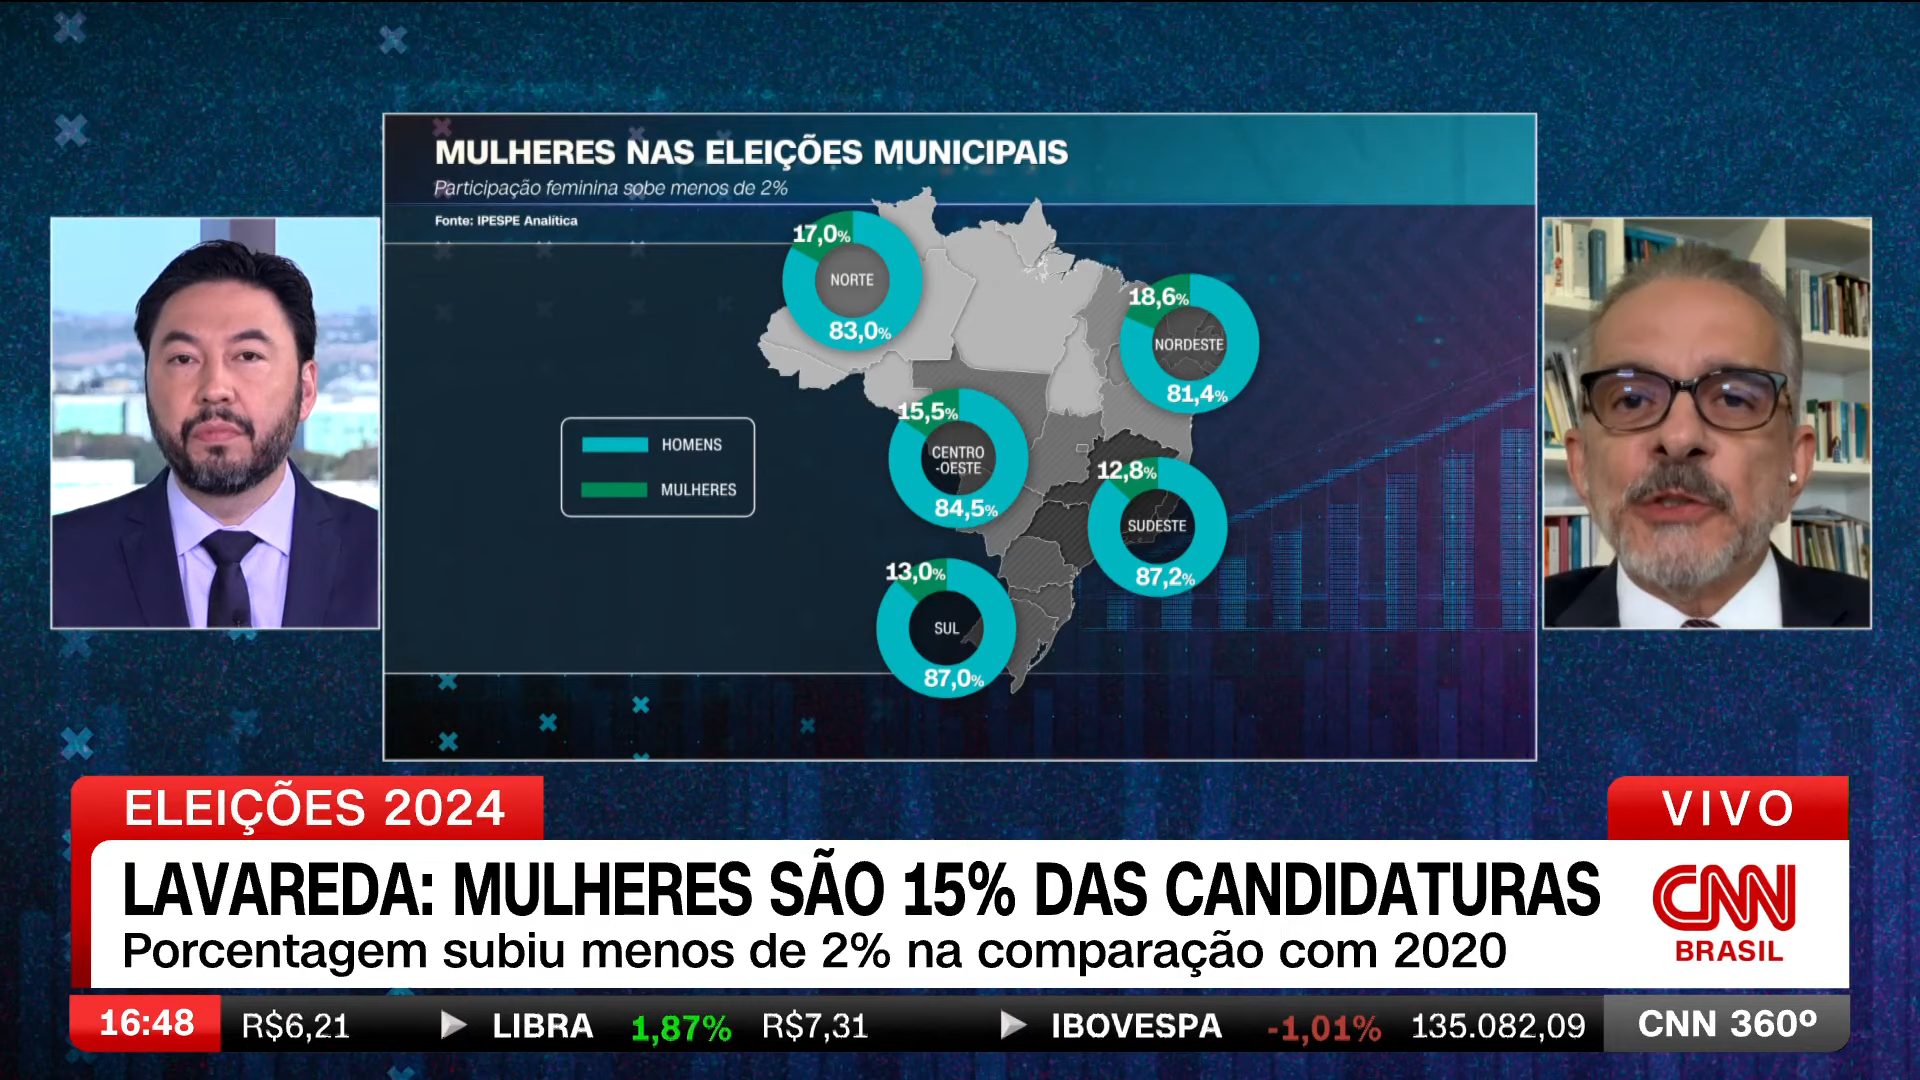 MULHERES NAS ELEIÇÕES MUNICIPAIS
Participação feminina sobe menos de 2%
Fonte: IPESPE Analítica
17,0%
NORTE
83,0%
18,6%
NORDESTE
81,4%
15,5%
CENTRO
-OESTE
84,5%
12,8%
SUDESTE
87,2%
13,0%
SUL
87,0%
HOMENS
MULHERES
ELEIÇÕES 2024
VIVO
LAVAREDA: MULHERES SÃO 15% DAS CANDIDATURAS
Porcentagem subiu menos de 2% na comparação com 2020
CNN
BRASIL
16:48 R$6,21 LIBRA 1,87% R$7,31 IBOVESPA -1,01% 135.082,09 CNN 360º